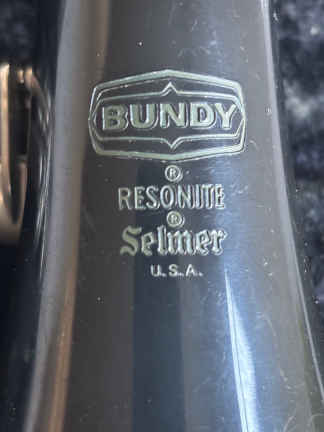 BUNDY
®
RESONITE
®
Selmer
U.S.A.